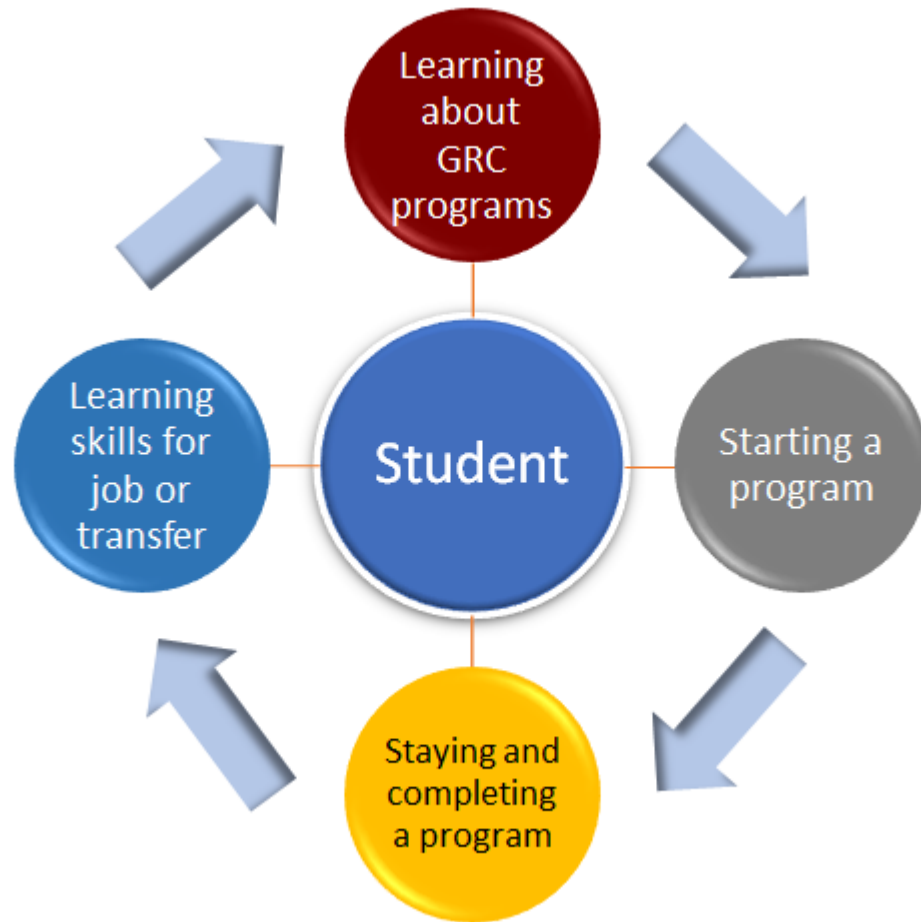 Learning
about
GRC
programs
Learning
skills for
job or
transfer
Student
Starting a
program
Staying and
completing
a program